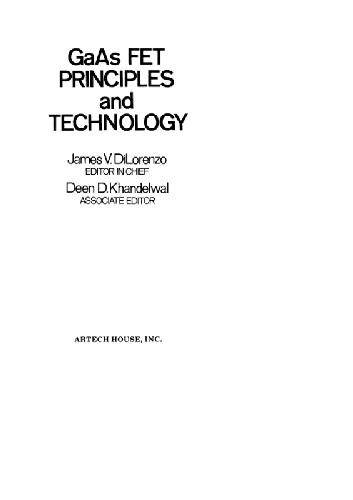 GaAs FET
PRINCIPLES
and
TECHNOLOGY
James V. DiLorenzo
EDITOR IN CHIEF
Deen D. Khandelwal
ASSOCIATE EDITOR
ARTECH HOUSE, INC.